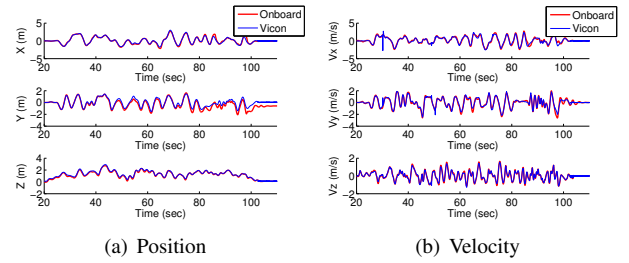 Onboard
Vicon
X (m)
5
0
−5
20 40 60 80 100
Time (sec)
Y (m)
2
0
−2
−4
20 40 60 80 100
Time (sec)
Z (m)
4
2
0
−2
20 40 60 80 100
Time (sec)
(a) Position
Onboard
Vicon
Vx (m/s)
5
0
−5
20 40 60 80 100
Time (sec)
Vy (m/s)
2
0
−2
−4
20 40 60 80 100
Time (sec)
Vz (m/s)
2
0
−2
20 40 60 80 100
Time (sec)
(b) Velocity